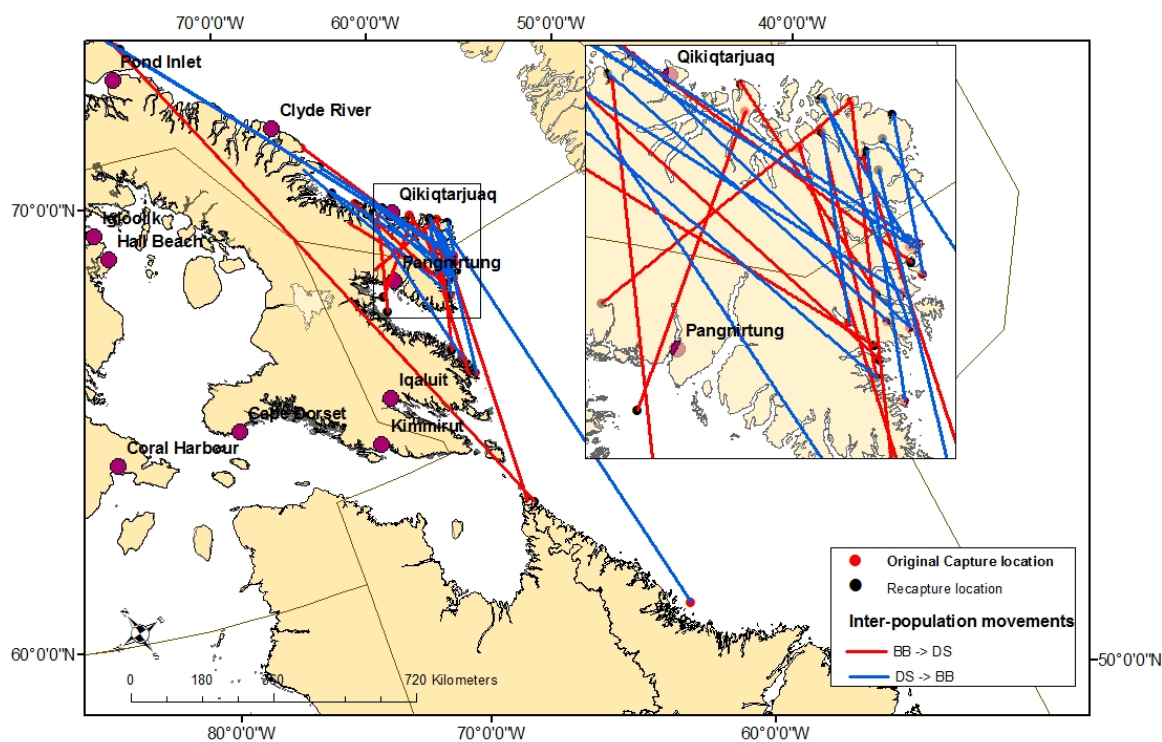 70°0'0"W
60°0'0"W
50°0'0"W
40°0'0"W
Pond Inlet
Qikiqtarjuaq
Clyde River
Qikiqtarjuaq
70°0'0"N
Igloolik
Hall Beach
Pangnirtung
Pangnirtung
Iqaluit
Cape Dorset
Kimmirut
Coral Harbour
Original Capture location
Recapture location
Inter-population movements
BB -> DS
DS -> BB
60°0'0"N
50°0'0"N
0 180 360 720 Kilometers
80°0'0"W
70°0'0"W
60°0'0"W